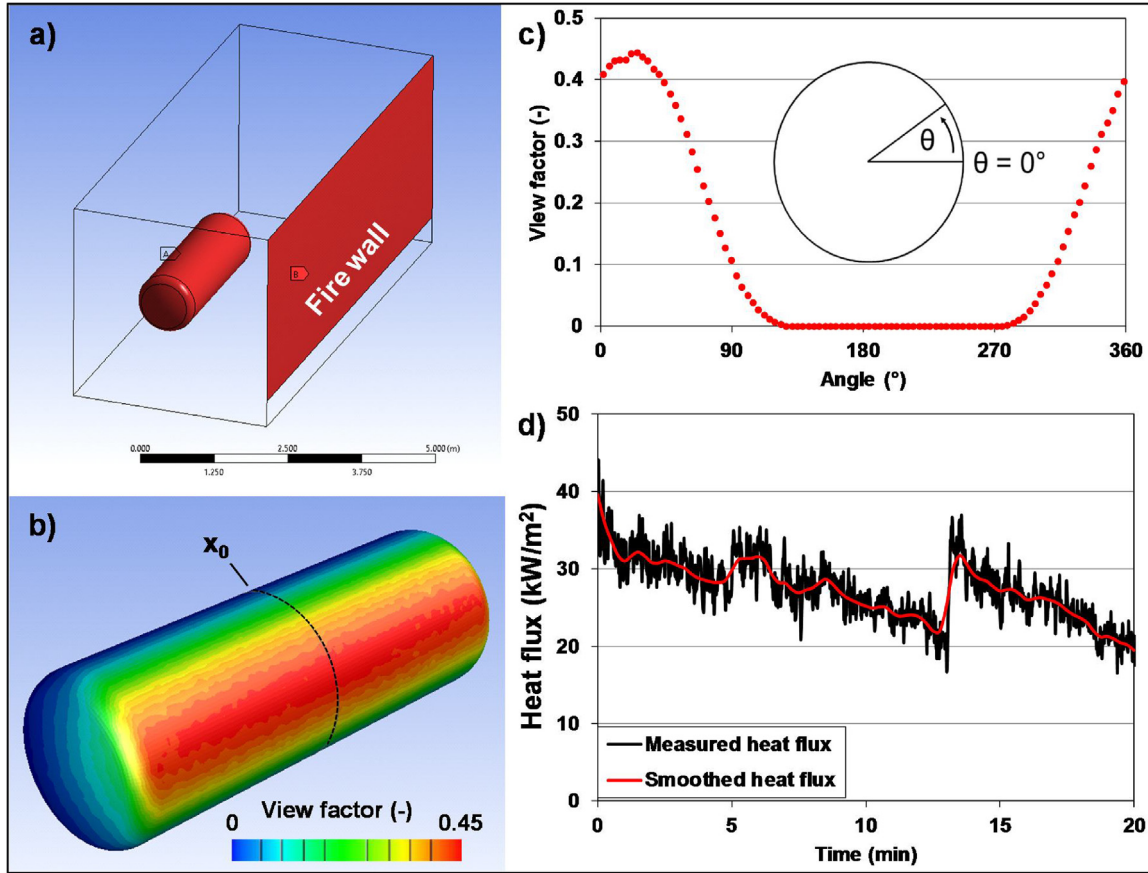 a)
A
B
Fire wall
0.000
2.500
5.000 (m)
1.250
3.750
b)
x₀
View factor (-)
0
0.45
c)
View factor (-)
0.5
0.4
0.3
0.2
0.1
0
θ
θ = 0°
0
90
180
270
360
Angle (°)
d)
Heat flux (kW/m²)
50
40
30
20
10
0
Measured heat flux
Smoothed heat flux
0
5
10
15
20
Time (min)